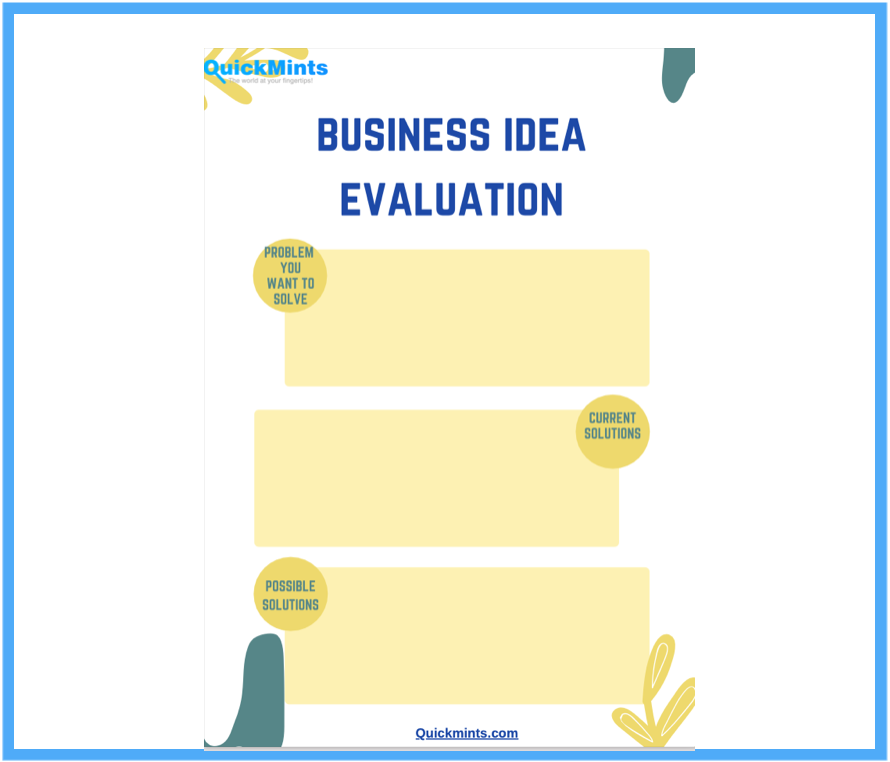 QuickMints
The world at your fingertips!
BUSINESS IDEA
EVALUATION
PROBLEM
YOU
WANT TO
SOLVE
CURRENT
SOLUTIONS
POSSIBLE
SOLUTIONS
Quickmints.com